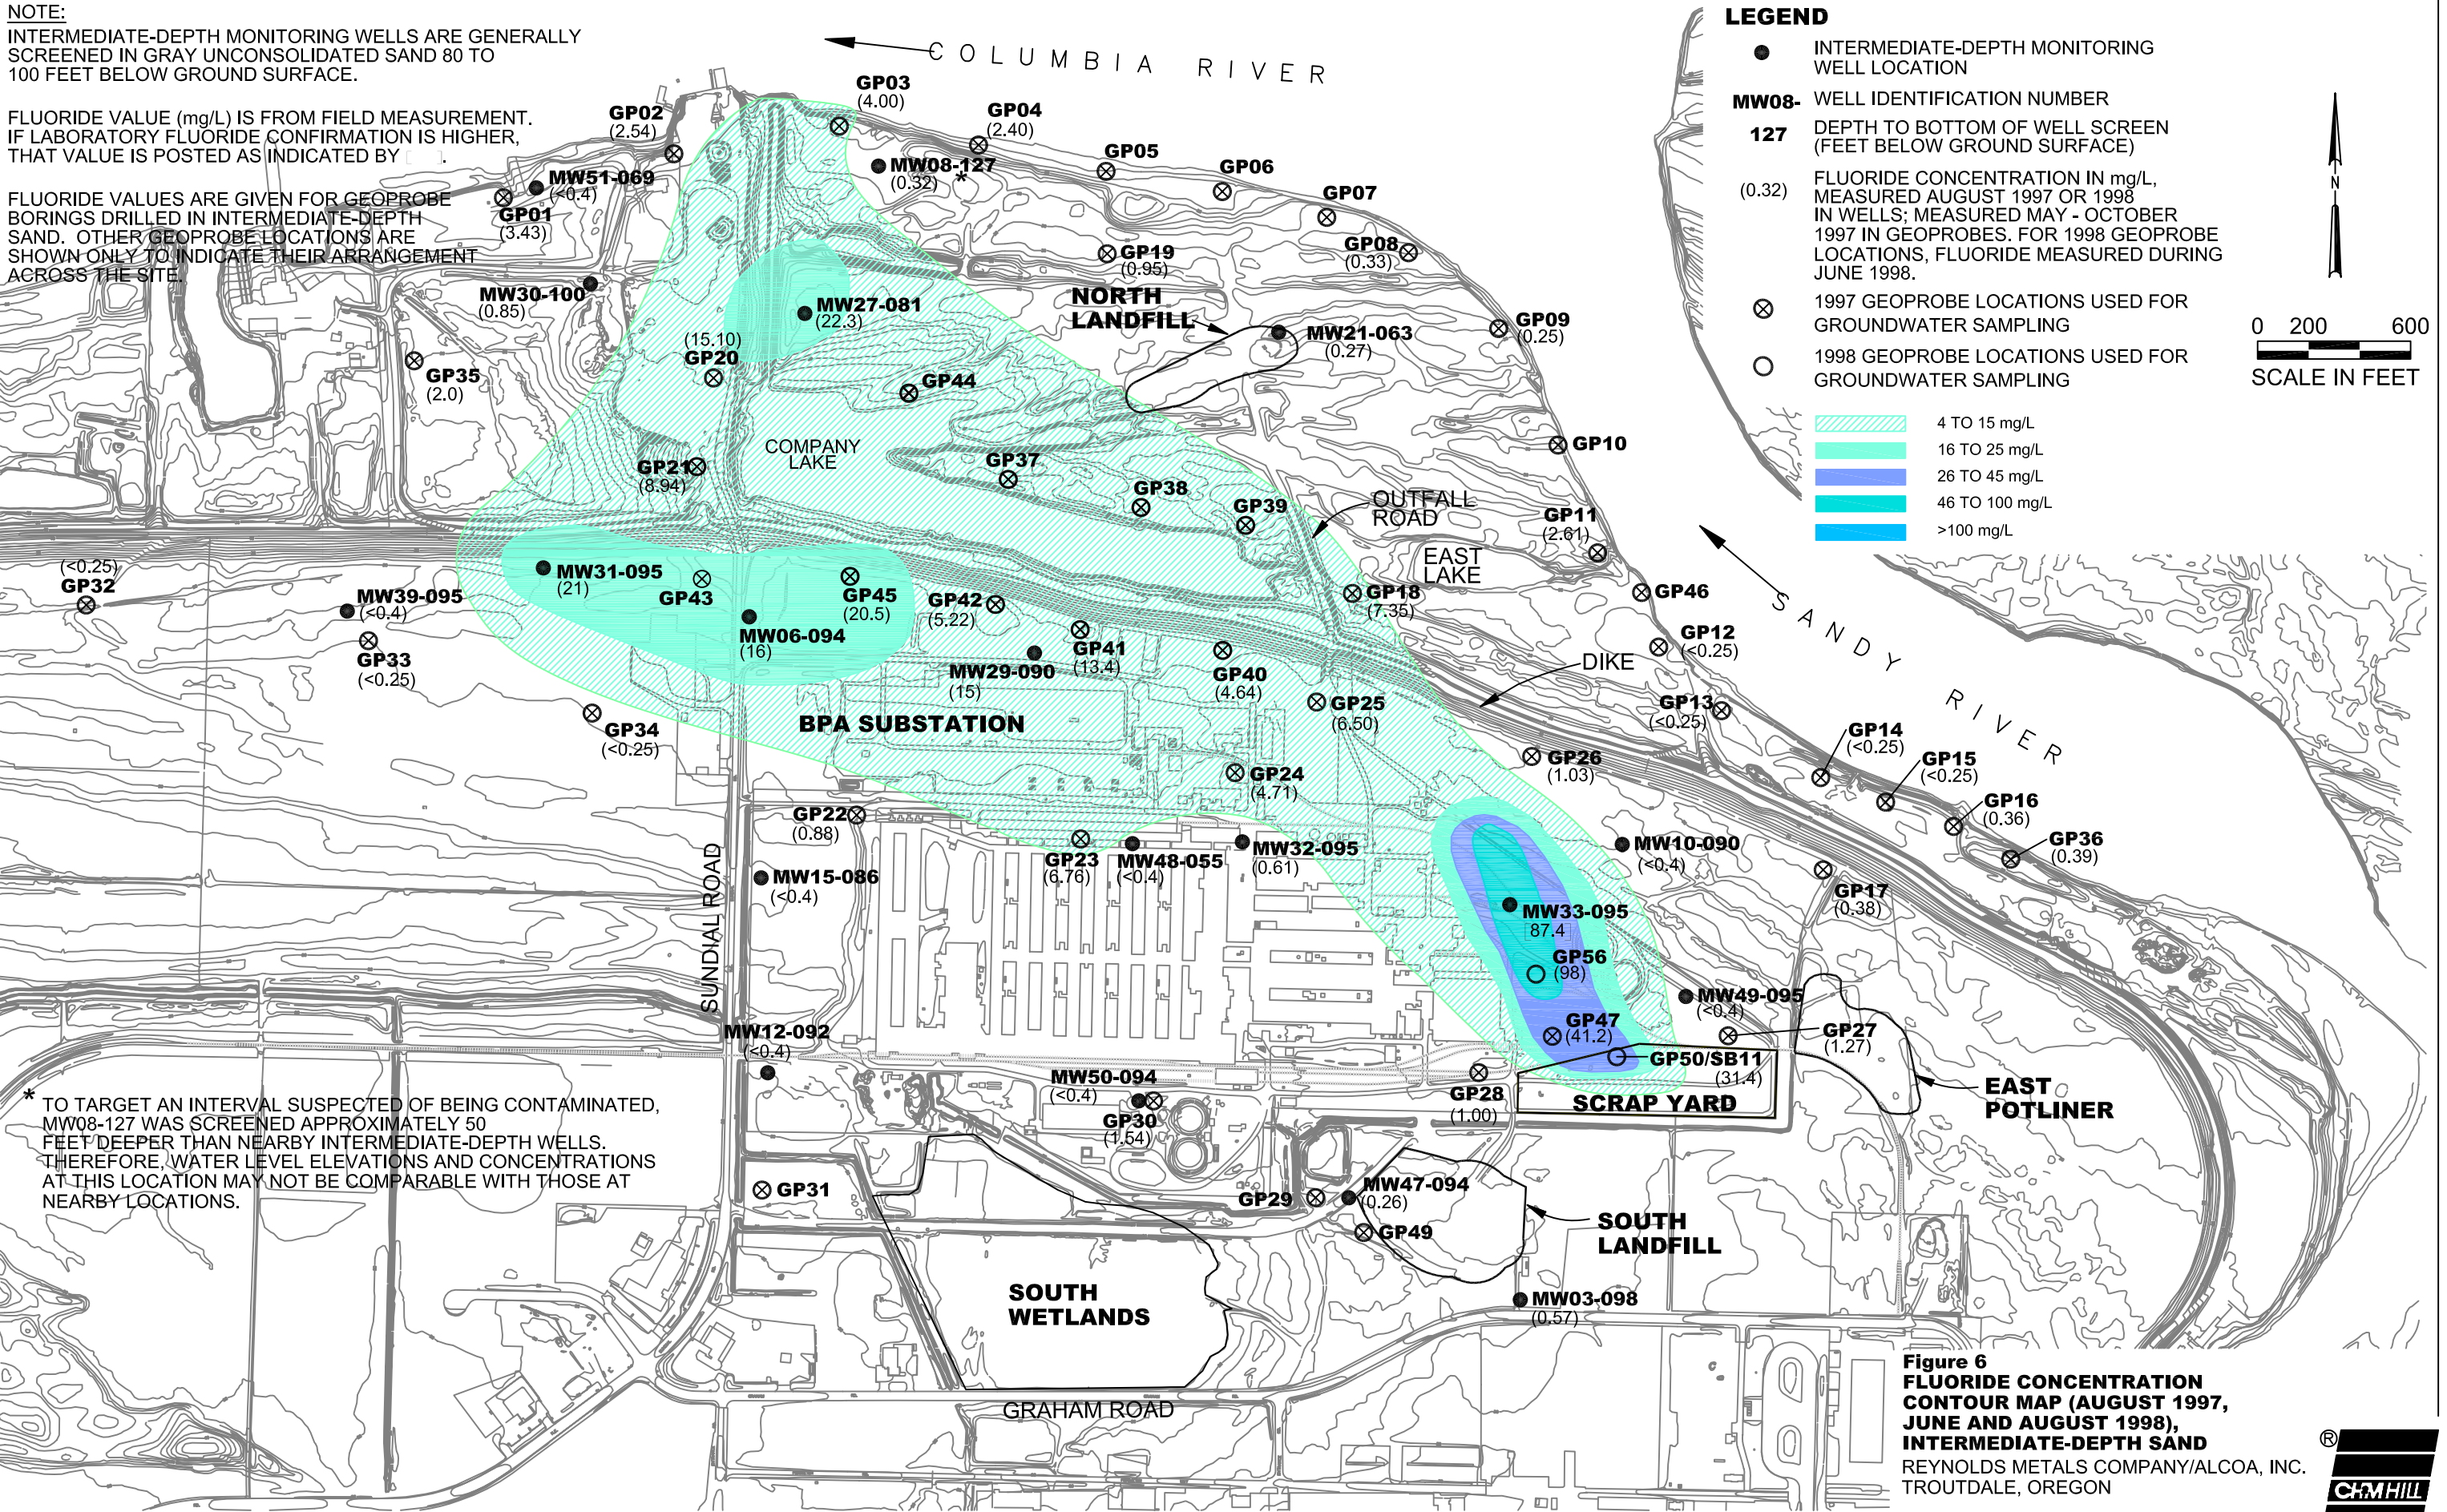 NOTE:
INTERMEDIATE-DEPTH MONITORING WELLS ARE GENERALLY
SCREENED IN GRAY UNCONSOLIDATED SAND 80 TO
100 FEET BELOW GROUND SURFACE.
FLUORIDE VALUE (mg/L) IS FROM FIELD MEASUREMENT.
IF LABORATORY FLUORIDE CONFIRMATION IS HIGHER,
THAT VALUE IS POSTED AS INDICATED BY [ ].
FLUORIDE VALUES ARE GIVEN FOR GEOPROBE
BORINGS DRILLED IN INTERMEDIATE-DEPTH
SAND. OTHER GEOPROBE LOCATIONS ARE
SHOWN ONLY TO INDICATE THEIR ARRANGEMENT
ACROSS THE SITE.
COLUMBIA RIVER
LEGEND
INTERMEDIATE-DEPTH MONITORING
WELL LOCATION
MW08- WELL IDENTIFICATION NUMBER
127 DEPTH TO BOTTOM OF WELL SCREEN
(FEET BELOW GROUND SURFACE)
(0.32) FLUORIDE CONCENTRATION IN mg/L,
MEASURED AUGUST 1997 OR 1998
IN WELLS; MEASURED MAY - OCTOBER
1997 IN GEOPROBES. FOR 1998 GEOPROBE
LOCATIONS, FLUORIDE MEASURED DURING
JUNE 1998.
1997 GEOPROBE LOCATIONS USED FOR
GROUNDWATER SAMPLING
1998 GEOPROBE LOCATIONS USED FOR
GROUNDWATER SAMPLING
4 TO 15 mg/L
16 TO 25 mg/L
26 TO 45 mg/L
46 TO 100 mg/L
>100 mg/L
N
0 200 600
SCALE IN FEET
GP03
(4.00)
GP02
(2.54)
GP04
(2.40)
GP05
GP06
GP07
MW08-127
(0.32)
*
MW51-069
(<0.4)
GP01
(3.43)
GP08
(0.33)
GP19
(0.95)
MW30-100
(0.85)
MW27-081
(22.3)
NORTH
LANDFILL
MW21-063
(0.27)
GP09
(0.25)
(15.10)
GP20
GP35
(2.0)
GP44
COMPANY
LAKE
GP21
(8.94)
GP37
GP38
GP39
OUTFALL
ROAD
GP10
GP11
(2.61)
EAST
LAKE
(<0.25)
GP32
MW39-095
(<0.4)
GP33
(<0.25)
MW31-095
(21)
GP43
GP45
(20.5)
MW06-094
(16)
GP42
(5.22)
GP41
(13.4)
MW29-090
(15)
GP40
(4.64)
GP18
(7.35)
GP46
GP12
(<0.25)
SANDY RIVER
DIKE
GP34
(<0.25)
BPA SUBSTATION
GP25
(6.50)
GP13
(<0.25)
GP14
(<0.25)
GP15
(<0.25)
GP26
(1.03)
GP24
(4.71)
GP16
(0.36)
GP36
(0.39)
GP22
(0.88)
GP23
(6.76)
MW48-055
(<0.4)
MW32-095
(0.61)
MW10-090
(<0.4)
GP17
(0.38)
SUNDIAL ROAD
MW15-086
(<0.4)
MW33-095
87.4
GP56
(98)
MW49-095
(<0.4)
GP47
(41.2)
GP27
(1.27)
MW12-092
(<0.4)
GP50/SB11
(31.4)
MW50-094
(<0.4)
GP30
(1.54)
GP28
(1.00)
SCRAP YARD
EAST
POTLINER
* TO TARGET AN INTERVAL SUSPECTED OF BEING CONTAMINATED,
MW08-127 WAS SCREENED APPROXIMATELY 50
FEET DEEPER THAN NEARBY INTERMEDIATE-DEPTH WELLS.
THEREFORE, WATER LEVEL ELEVATIONS AND CONCENTRATIONS
AT THIS LOCATION MAY NOT BE COMPARABLE WITH THOSE AT
NEARBY LOCATIONS.
GP31
GP29
MW47-094
(0.26)
GP49
SOUTH
LANDFILL
SOUTH
WETLANDS
MW03-098
(0.57)
GRAHAM ROAD
Figure 6
FLUORIDE CONCENTRATION
CONTOUR MAP (AUGUST 1997,
JUNE AND AUGUST 1998),
INTERMEDIATE-DEPTH SAND
REYNOLDS METALS COMPANY/ALCOA, INC.
TROUTDALE, OREGON
®
CH2MHILL